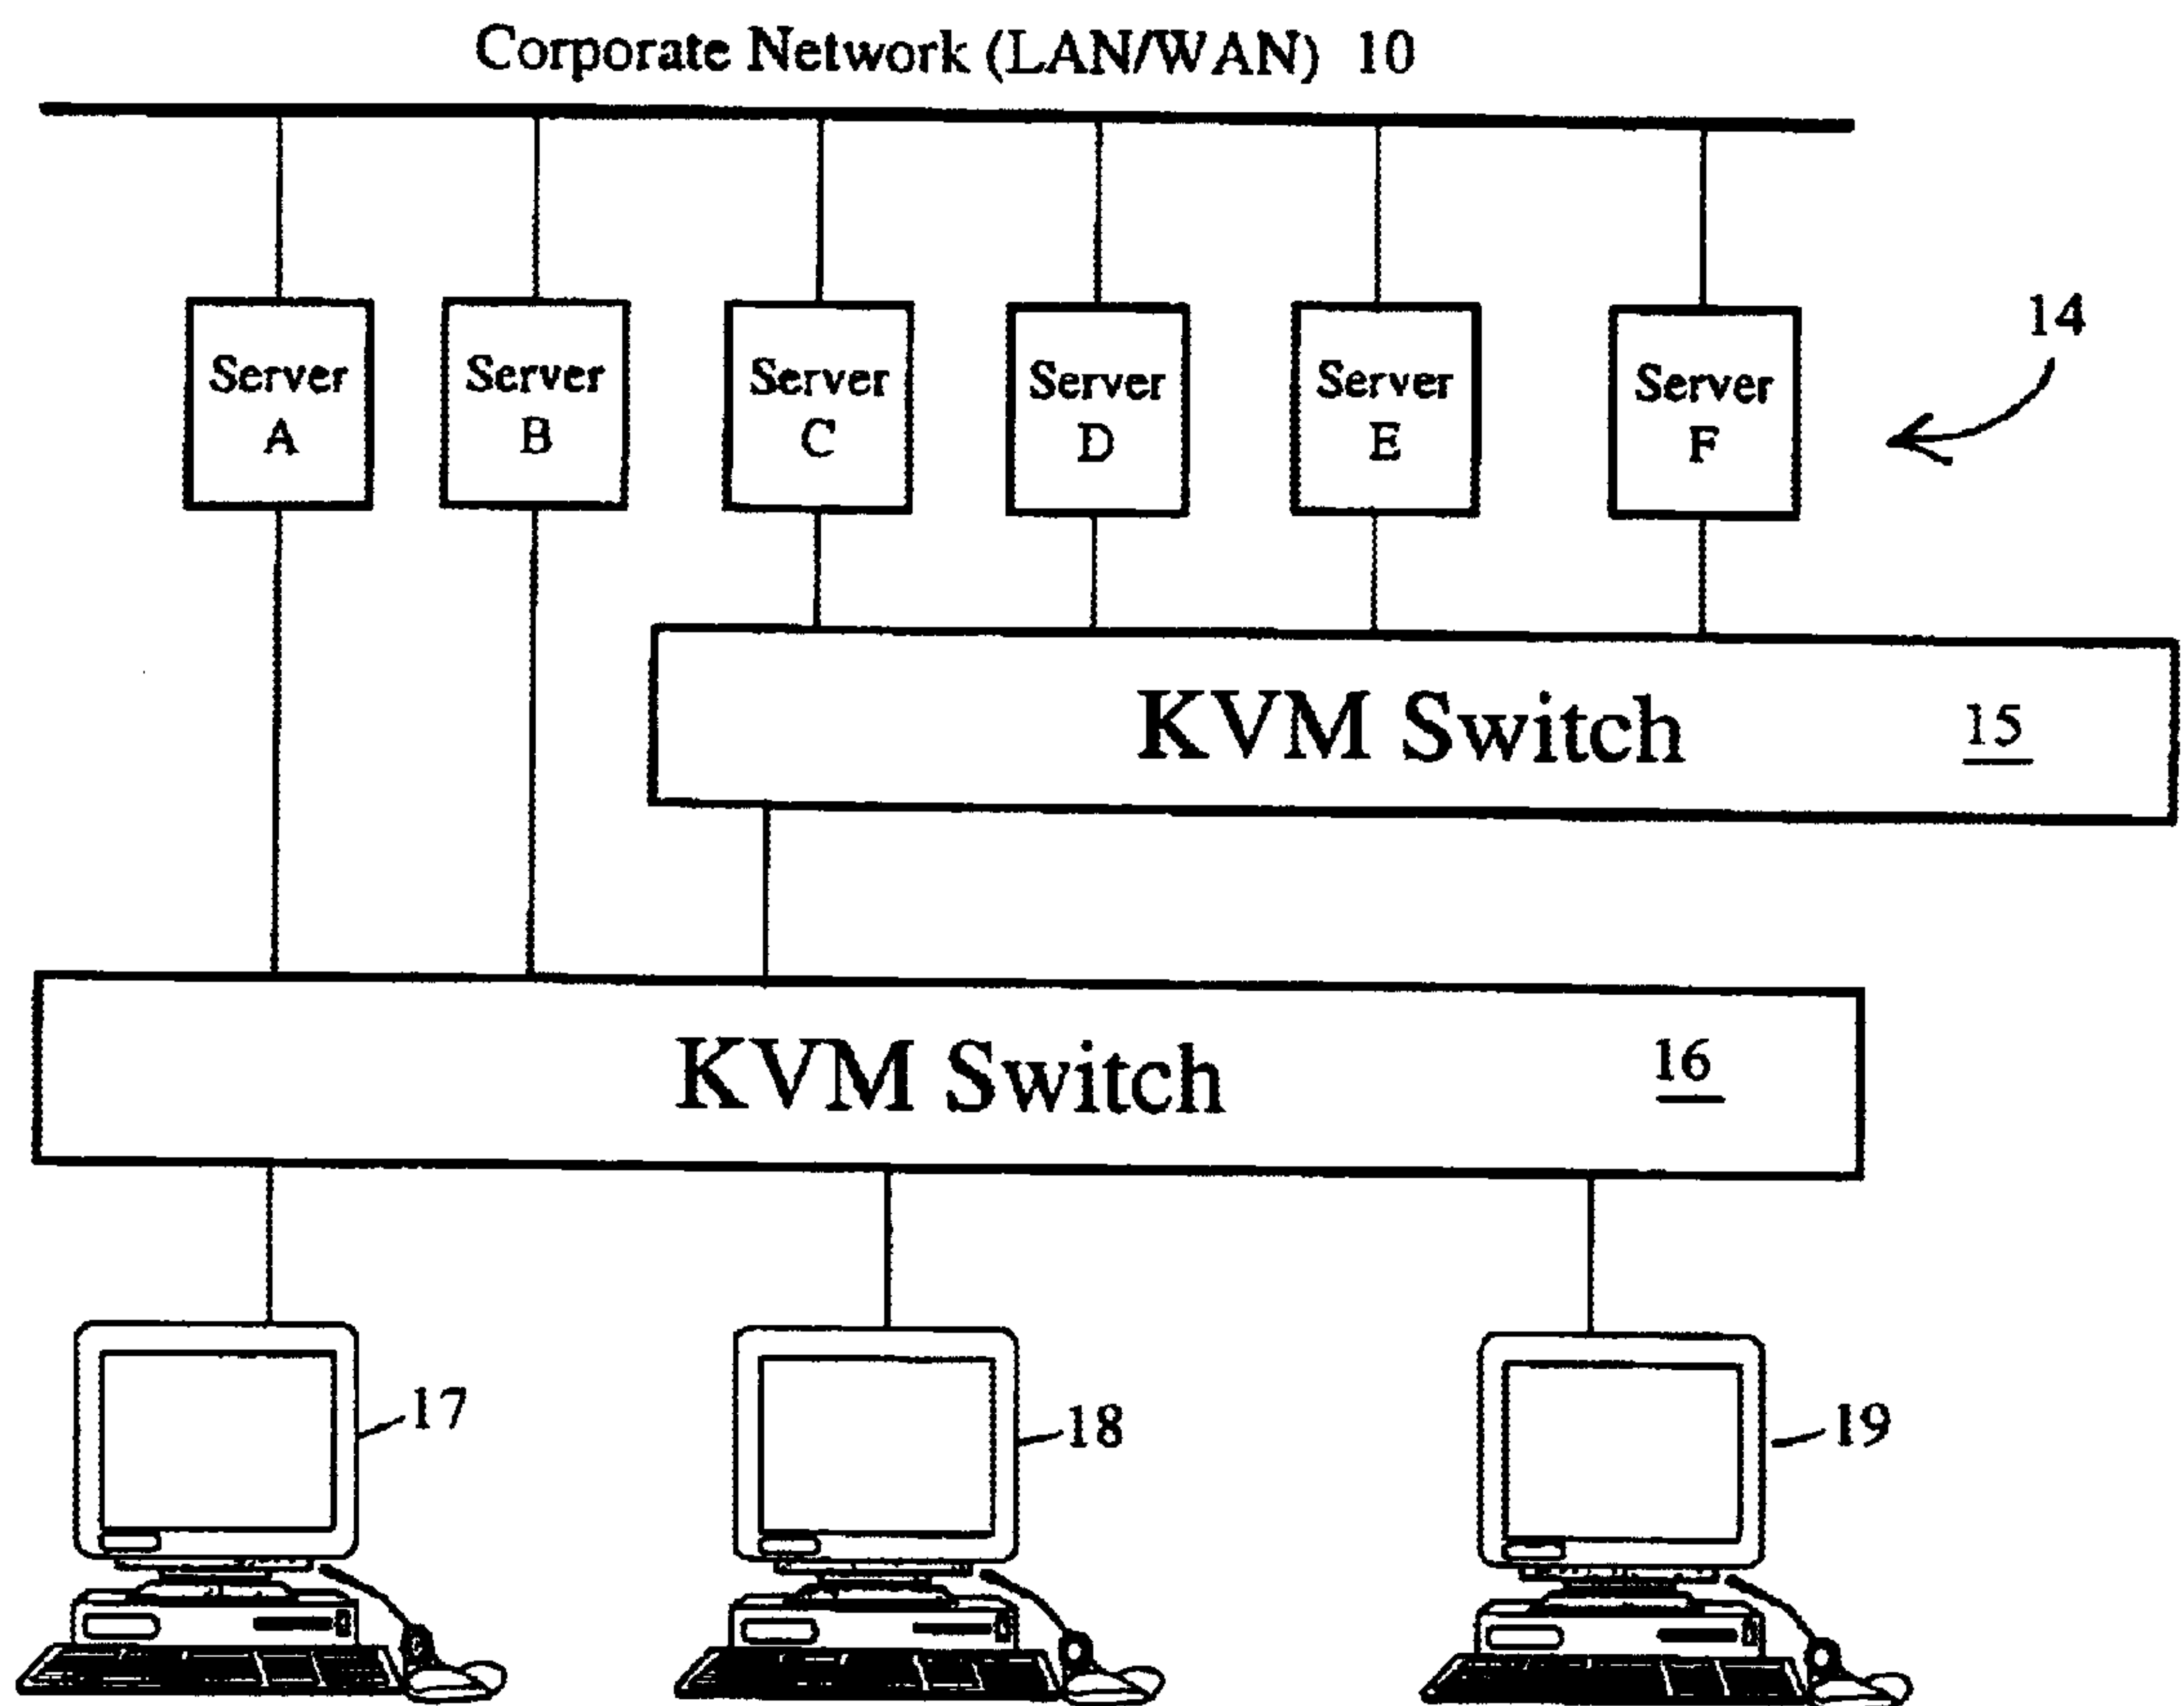 Corporate Network (LAN/WAN) 10
Server
A
Server
B
Server
C
Server
D
Server
E
Server
F
14
KVM Switch 15
KVM Switch 16
17
18
19